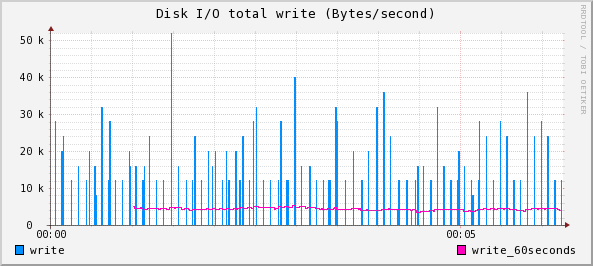 Disk I/O total write (Bytes/second)
RRDTOOL / TOBI OETIKER
50 k
40 k
30 k
20 k
10 k
0
00:00 00:05
write write_60seconds